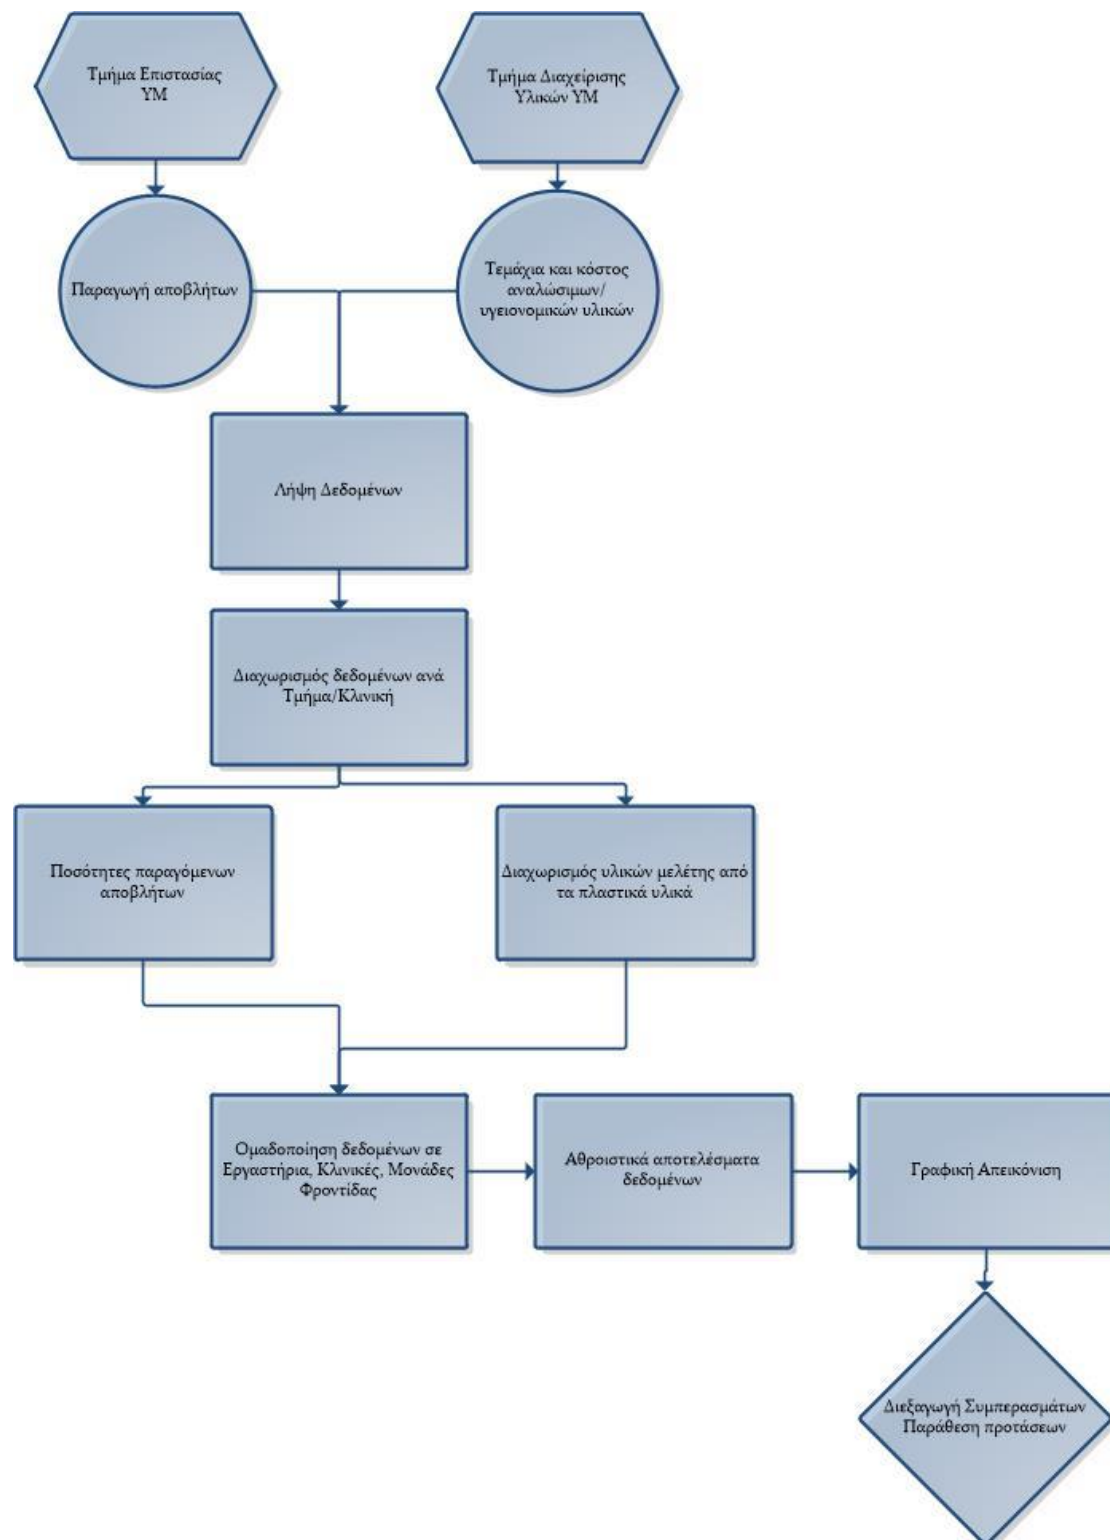 Τμήμα Επιστασίας
ΥΜ
Τμήμα Διαχείρισης
Υλικών ΥΜ
Παραγωγή αποβλήτων
Τεμάχια και κόστος
αναλώσιμων/
υγειονομικών υλικών
Λήψη Δεδομένων
Διαχωρισμός δεδομένων ανά
Τμήμα/Κλινική
Ποσότητες παραγόμενων
αποβλήτων
Διαχωρισμός υλικών μελέτης από
τα πλαστικά υλικά
Ομαδοποίηση δεδομένων σε
Εργαστήρια, Κλινικές, Μονάδες
Φροντίδας
Αθροιστικά αποτελέσματα
δεδομένων
Γραφική Απεικόνιση
Διεξαγωγή Συμπερασμάτων
Παράθεση προτάσεων